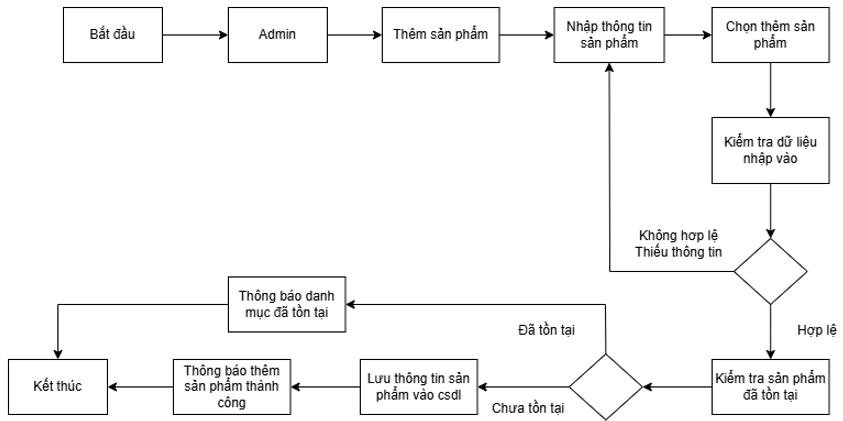 Bắt đầu
Admin
Thêm sản phẩm
Nhập thông tin
sản phẩm
Chọn thêm sản
phẩm
Kiểm tra dữ liệu
nhập vào
Không hơp lệ
Thiếu thông tin
Hợp lê
Thông báo danh
mục đã tồn tại
Đã tồn tại
Kết thúc
Thông báo thêm
sản phẩm thành
công
Lưu thông tin sản
phẩm vào csdl
Chưa tồn tại
Kiểm tra sản phẩm
đã tồn tại